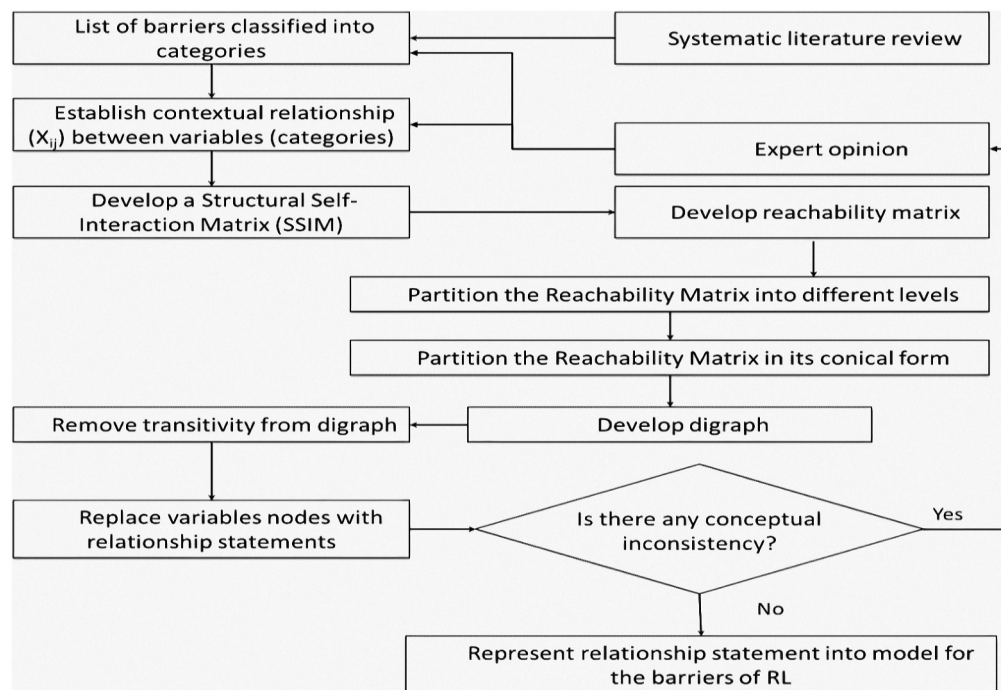 List of barriers classified into
categories
Systematic literature review
Establish contextual relationship
(Xij) between variables (categories)
Expert opinion
Develop a Structural Self-
Interaction Matrix (SSIM)
Develop reachability matrix
Partition the Reachability Matrix into different levels
Partition the Reachability Matrix in its conical form
Develop digraph
Remove transitivity from digraph
Replace variables nodes with
relationship statements
Is there any conceptual
inconsistency?
Yes
No
Represent relationship statement into model for
the barriers of RL